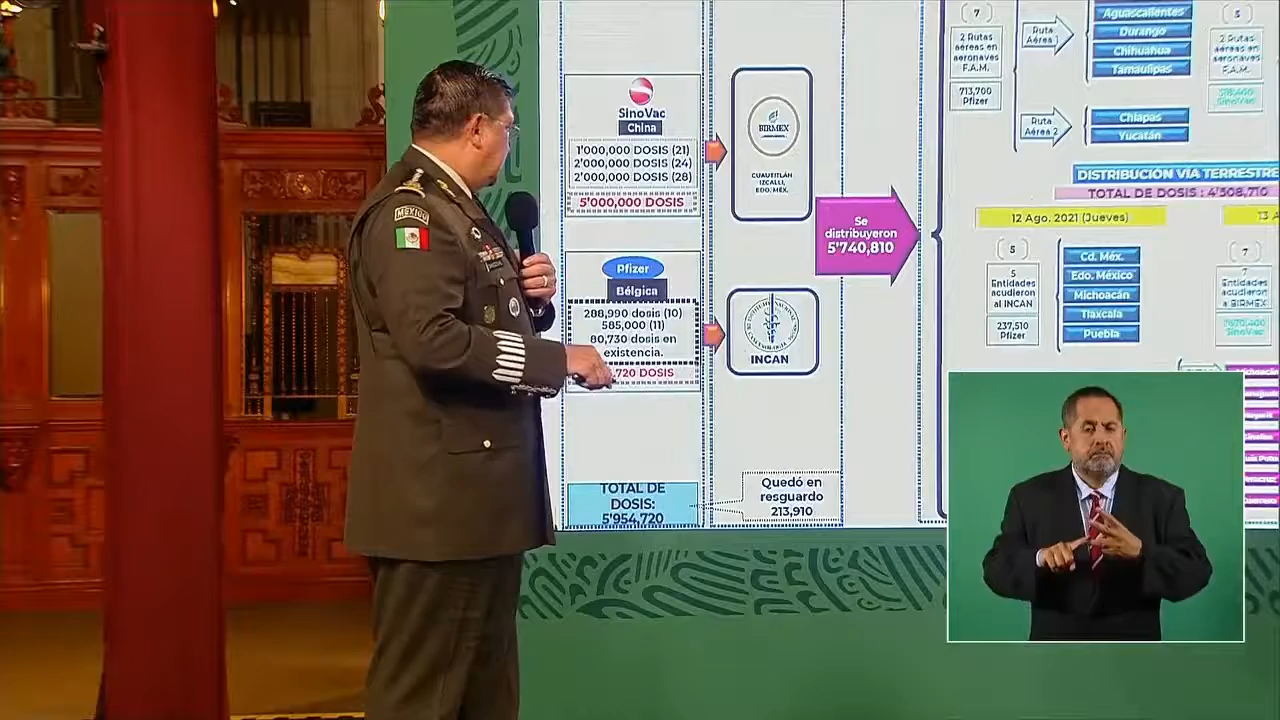 MEXICO
SinoVac
China
1'000,000 DOSIS (21)
2'000,000 DOSIS (24)
2'000,000 DOSIS (28)
5'000,000 DOSIS
Pfizer
Bélgica
288,990 dosis (10)
585,000 (11)
80,730 dosis en
existencia.
720 DOSIS
TOTAL DE
DOSIS:
5'954,720
BIRMEX
CUAUTITLÁN
IZCALLI,
EDO. MÉX.
INCAN
Quedó en
resguardo
213,910
Se
distribuyeron
5'740,810
7
2 Rutas
aéreas en
aeronaves
F.A.M.
713,700
Pfizer
Ruta
Aérea 1
Aguascalientes
Durango
Chihuahua
Tamaulipas
Ruta
Aérea 2
Chiapas
Yucatán
5
2 Rutas
aéreas en
aeronaves
F.A.M.
SinoVac
DISTRIBUCIÓN VÍA TERRESTRE
TOTAL DE DOSIS : 4'508,710
12 Ago. 2021 (Jueves)
13 A
5
5
Entidades
acudieron
al INCAN
237,510
Pfizer
Cd. Méx.
Edo. México
Michoacán
Tlaxcala
Puebla
7
7
Entidades
acudieron
a BIRMEX
SinoVac